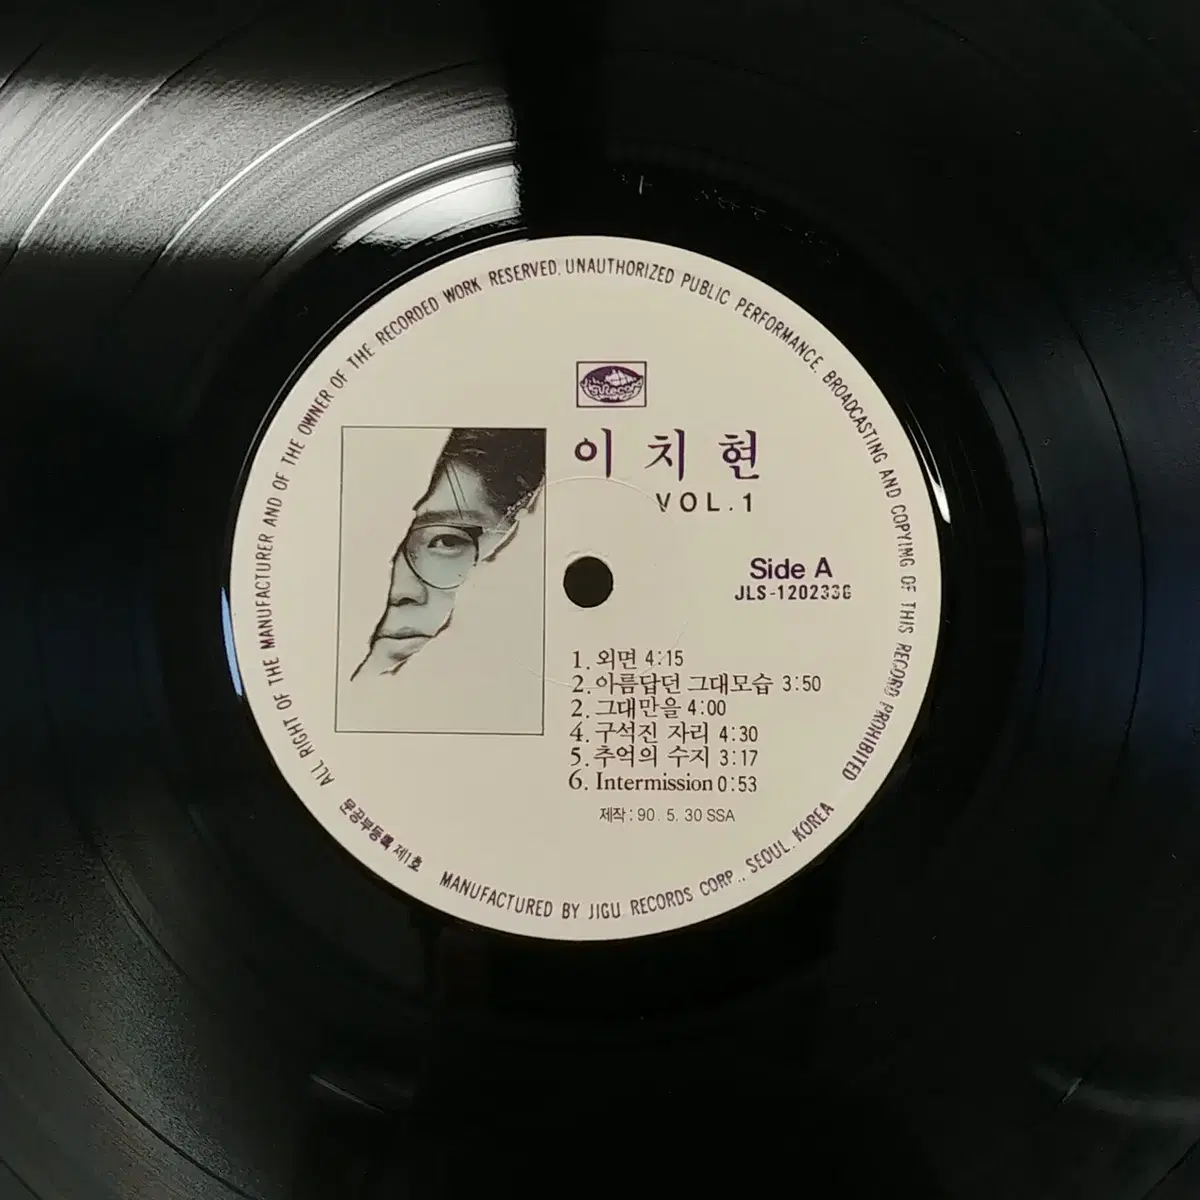 ALL RIGHT OF THE MANUFACTURER AND OF THE OWNER OF THE RECORDED WORK RESERVED. UNAUTHORIZED PUBLIC PERFORMANCE. BROADCASTING AND COPYING OF THIS RECORD PROHIBITED
이치현
VOL.1
Side A
JLS-1202336
1. 외면 4:15
2. 아름답던 그대모습 3:50
2. 그대만을 4:00
4. 구석진 자리 4:30
5. 추억의 수지 3:17
6. Intermission 0:53
제작: 90. 5. 30 SSA
문공부등록 제1호
MANUFACTURED BY JIGU RECORDS CORP., SEOUL. KOREA